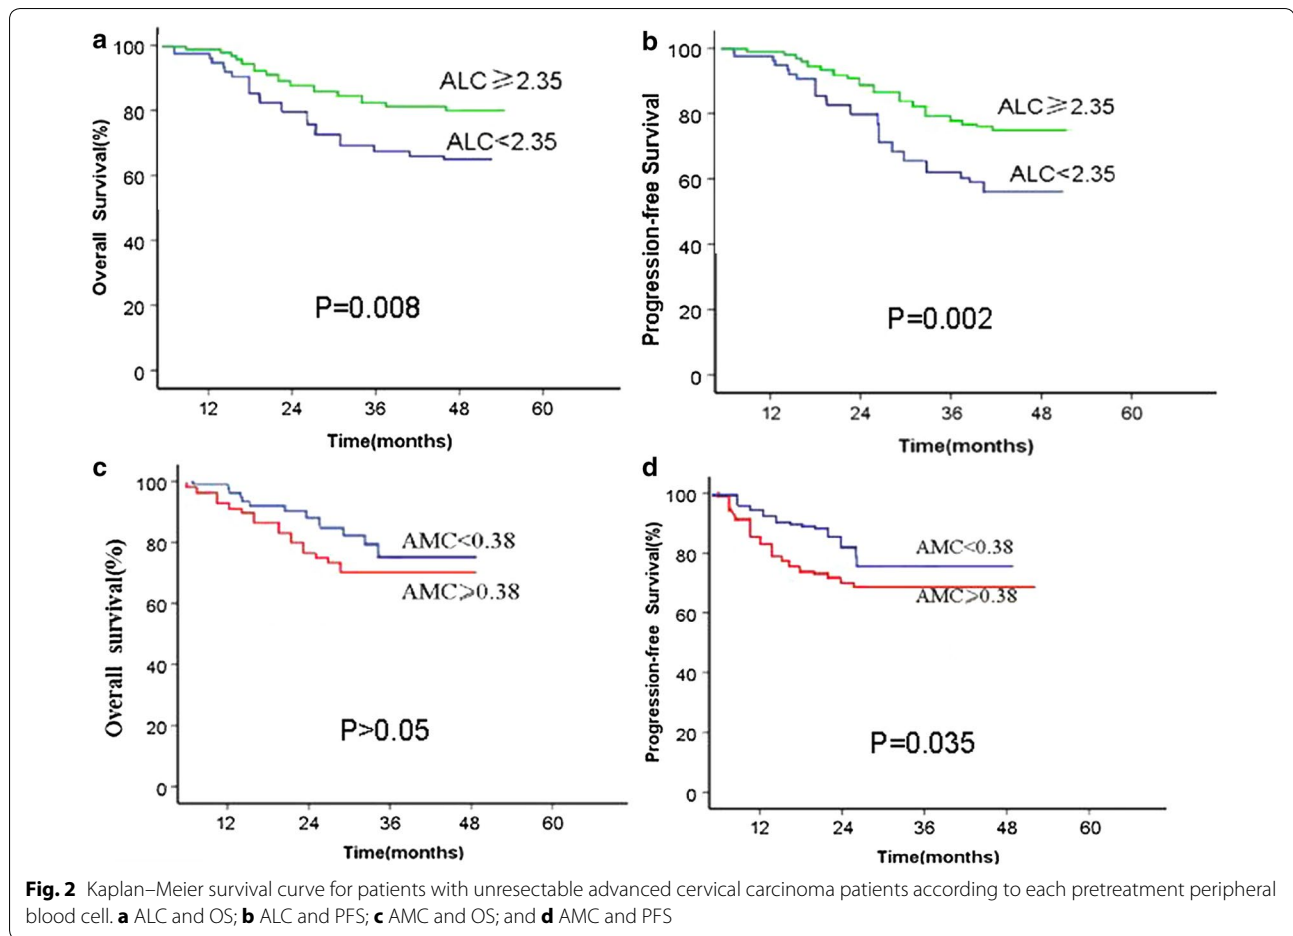 a
100
80
60
40
20
0
Overall Survival(%)
ALC⩾2.35
ALC<2.35
P=0.008
12 24 36 48 60
Time(months)
b
100
80
60
40
20
0
Progression-free Survival
ALC⩾2.35
ALC<2.35
P=0.002
12 24 36 48 60
Time(months)
c
100
80
60
40
20
0
Overall survival(%)
AMC<0.38
AMC⩾0.38
P>0.05
12 24 36 48 60
Time(months)
d
100
80
60
40
20
0
Progression-free Survival(%)
AMC<0.38
AMC⩾0.38
P=0.035
12 24 36 48 60
Time(months)
Fig. 2 Kaplan–Meier survival curve for patients with unresectable advanced cervical carcinoma patients according to each pretreatment peripheral
blood cell. a ALC and OS; b ALC and PFS; c AMC and OS; and d AMC and PFS